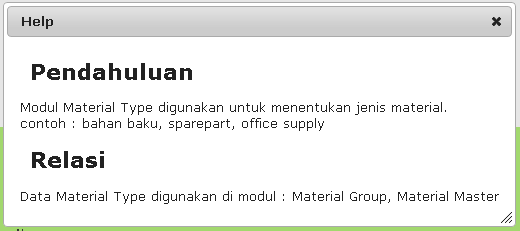 Help
Pendahuluan
Modul Material Type digunakan untuk menentukan jenis material.
contoh : bahan baku, sparepart, office supply
Relasi
Data Material Type digunakan di modul : Material Group, Material Master